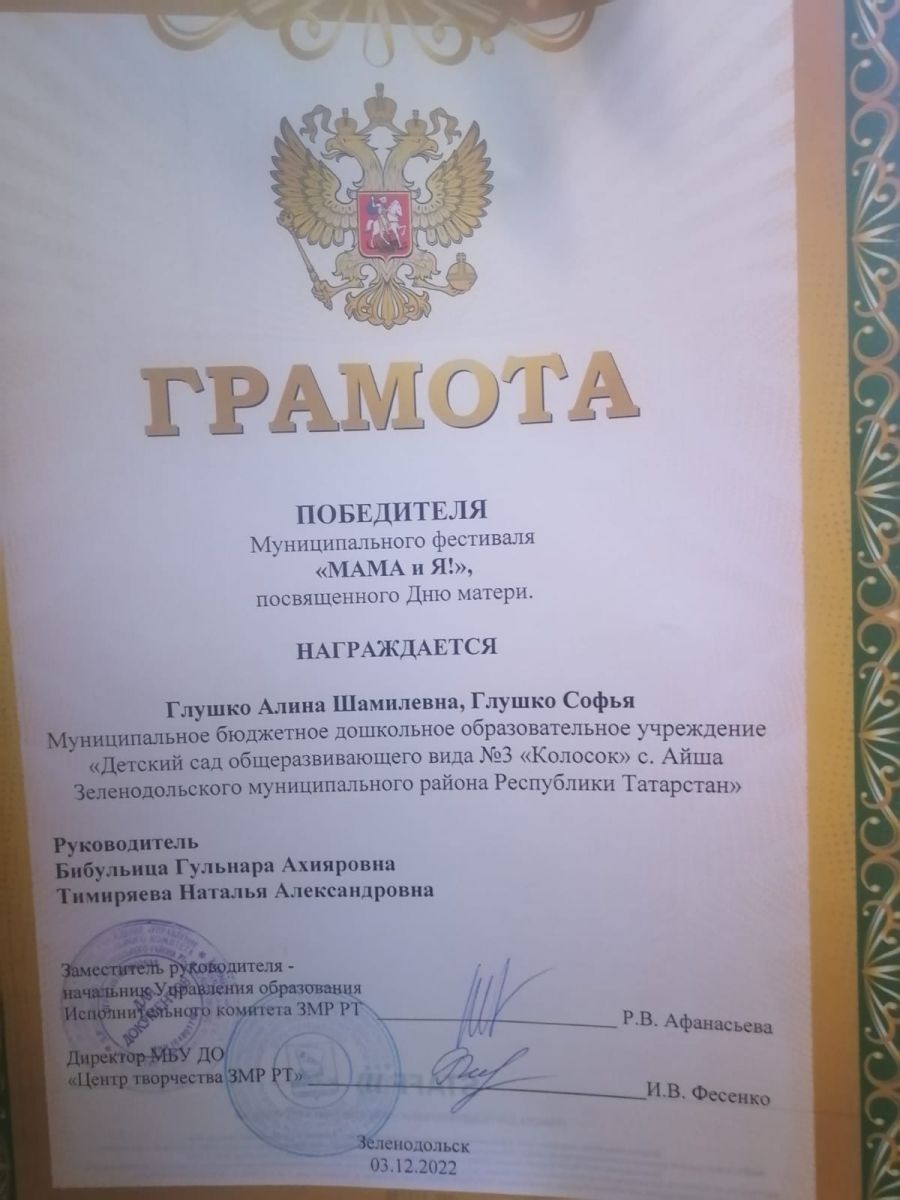 ГРАМОТА
ПОБЕДИТЕЛЯ
Муниципального фестиваля
«МАМА и Я!»,
посвященного Дню матери.
НАГРАЖДАЕТСЯ
Глушко Алина Шамилевна, Глушко Софья
Муниципальное бюджетное дошкольное образовательное учреждение
«Детский сад общеразвивающего вида №3 «Колосок» с. Айша
Зеленодольского муниципального района Республики Татарстан»
Руководитель
Бибульица Гульнара Ахияровна
Тимиряева Наталья Александровна
Заместитель руководителя -
начальник Управления образования
Исполнительного комитета ЗМР РТ Р.В. Афанасьева
ДЛЯ
ДОКУМЕНТОВ
Директор МБУ ДО
«Центр творчества ЗМР РТ» И.В. Фесенко
Зеленодольск
03.12.2022